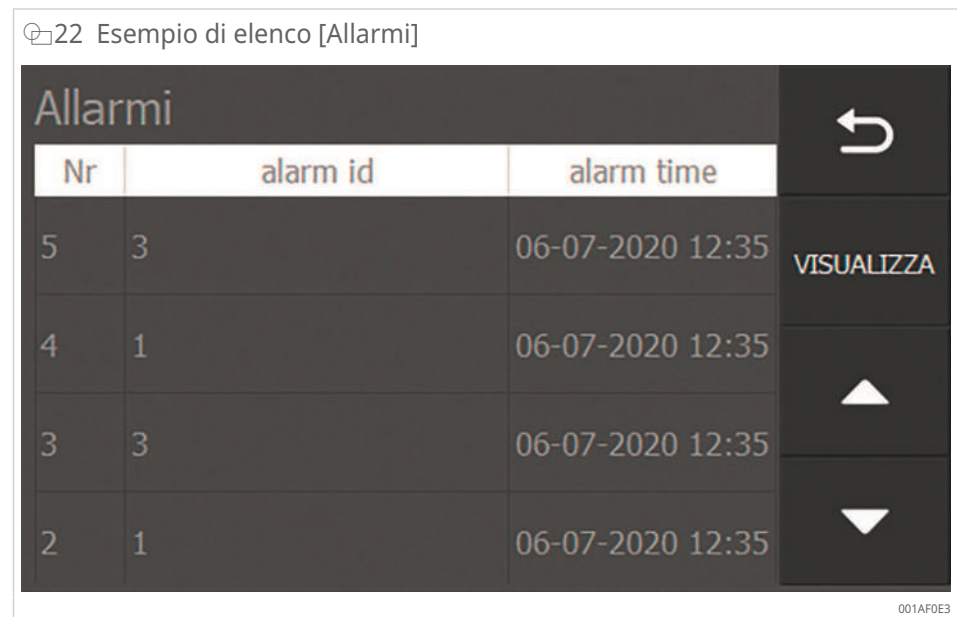 22 Esempio di elenco [Allarmi]
Allarmi
Nr alarm id alarm time
5 3 06-07-2020 12:35
VISUALIZZA
4 1 06-07-2020 12:35
3 3 06-07-2020 12:35
2 1 06-07-2020 12:35
001AF0E3